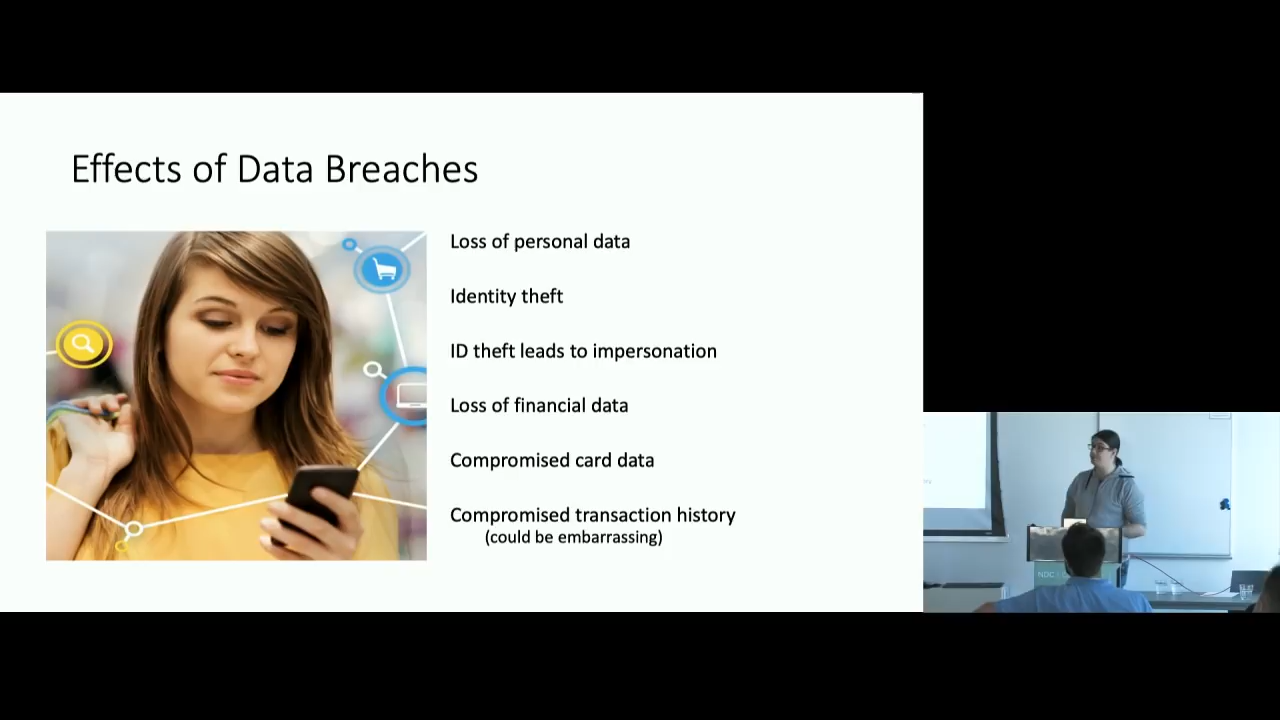 Effects of Data Breaches
Loss of personal data
Identity theft
ID theft leads to impersonation
Loss of financial data
Compromised card data
Compromised transaction history
(could be embarrassing)
NDC